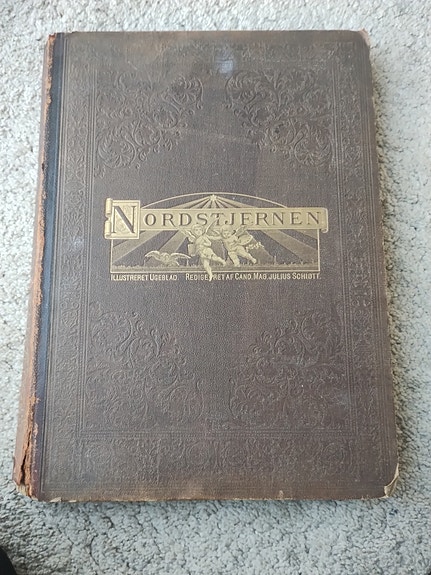 NORDSTJERNEN
ILLUSTRERET UGEBLAD. REDIGERET AF CAND. MAG. JULIUS SCHIØTT.